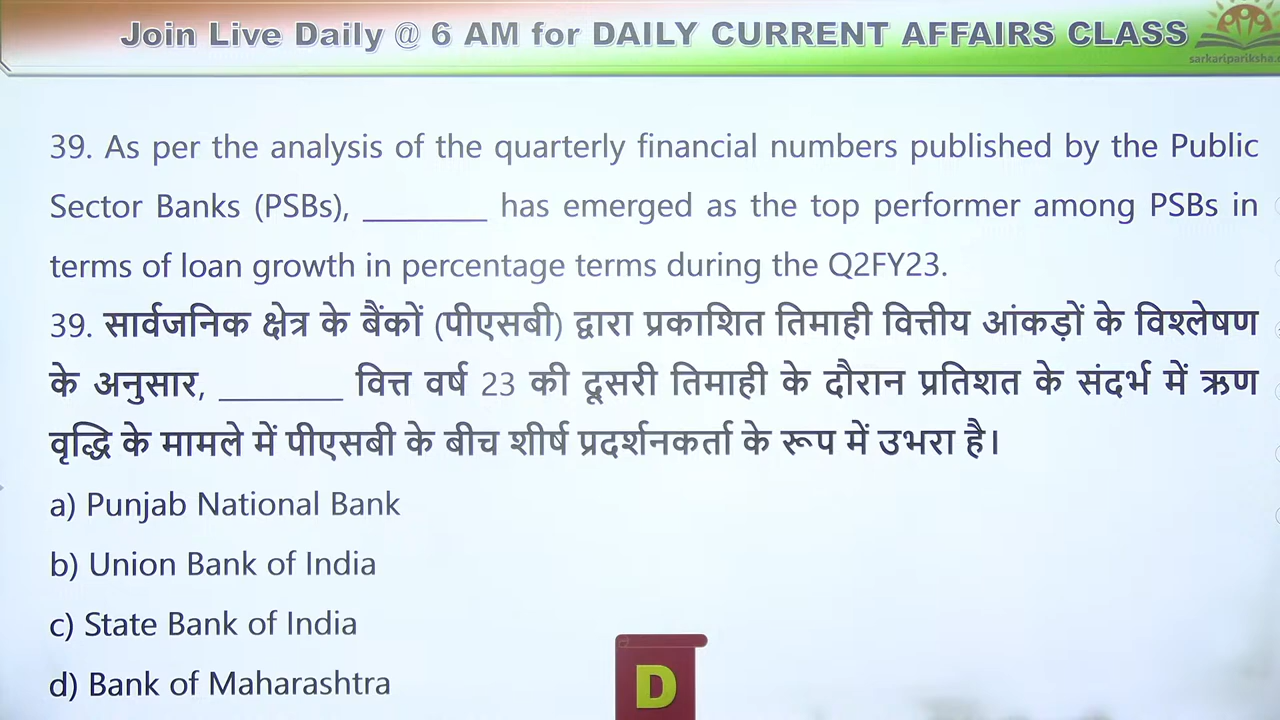 Join Live Daily @ 6 AM for DAILY CURRENT AFFAIRS CLASS
39. As per the analysis of the quarterly financial numbers published by the Public
Sector Banks (PSBs), ________ has emerged as the top performer among PSBs in
terms of loan growth in percentage terms during the Q2FY23.
39. सार्वजनिक क्षेत्र के बैंकों (पीएसबी) द्वारा प्रकाशित तिमाही वित्तीय आंकड़ों के विश्लेषण
के अनुसार, ________ वित्त वर्ष 23 की दूसरी तिमाही के दौरान प्रतिशत के संदर्भ में ऋण
वृद्धि के मामले में पीएसबी के बीच शीर्ष प्रदर्शनकर्ता के रूप में उभरा है।
a) Punjab National Bank
b) Union Bank of India
c) State Bank of India
d) Bank of Maharashtra
D